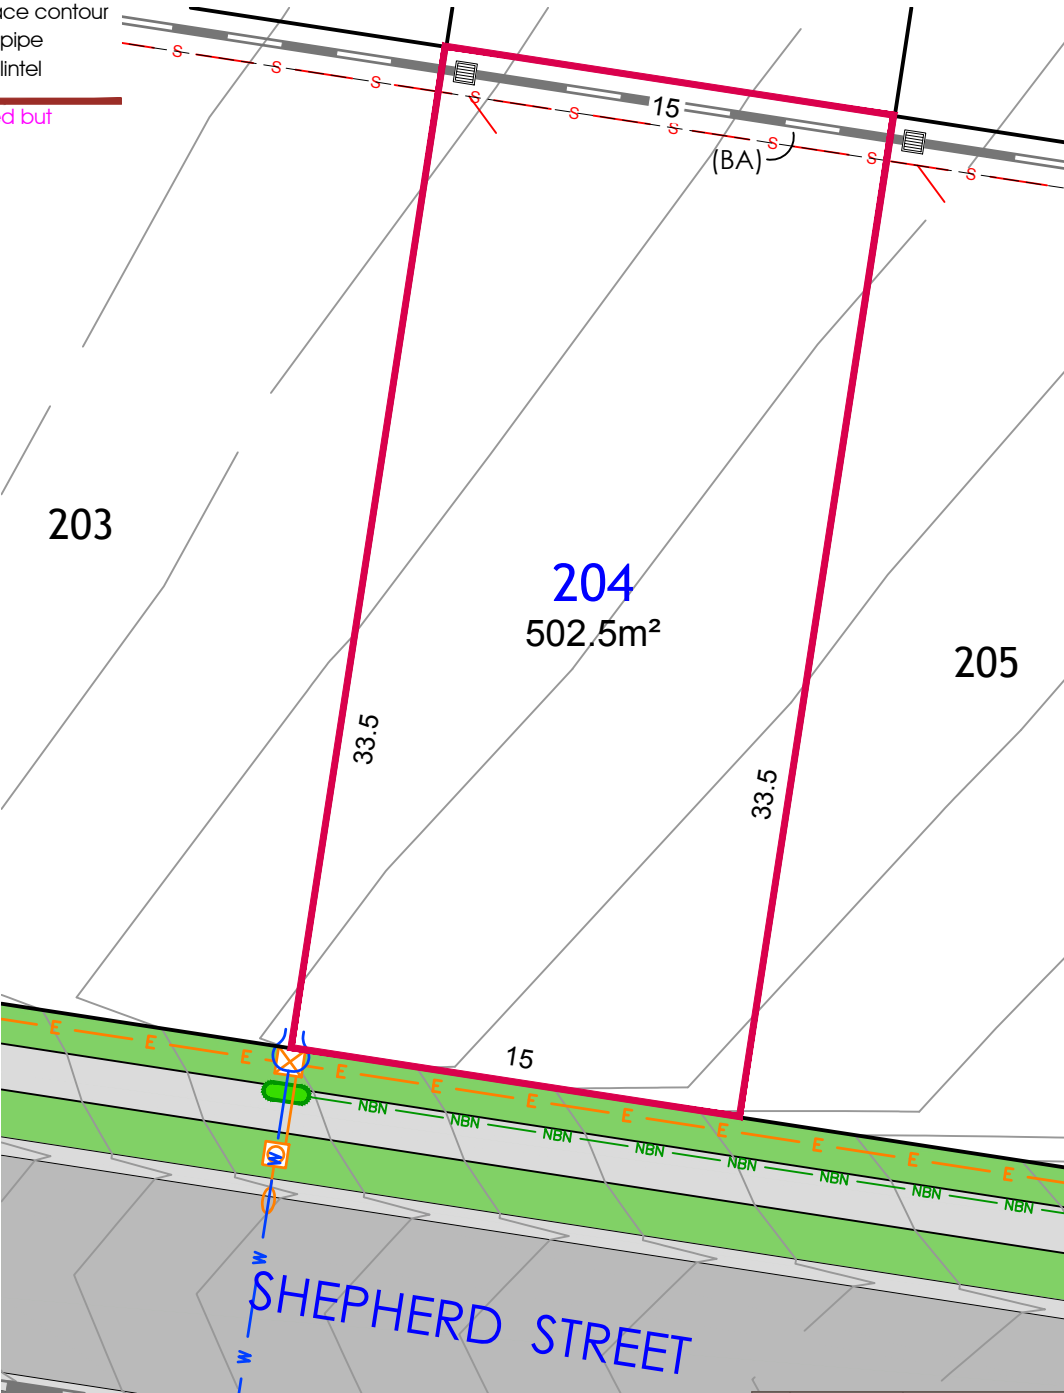 ace contour
pipe
lintel
d but
S S S S S S S S S
15
(BA)
203
204
502.5m²
205
33.5
33.5
15
E E E E E E E E E E E
NBN NBN NBN NBN NBN NBN NBN NBN
W
W
W
SHEPHERD STREET